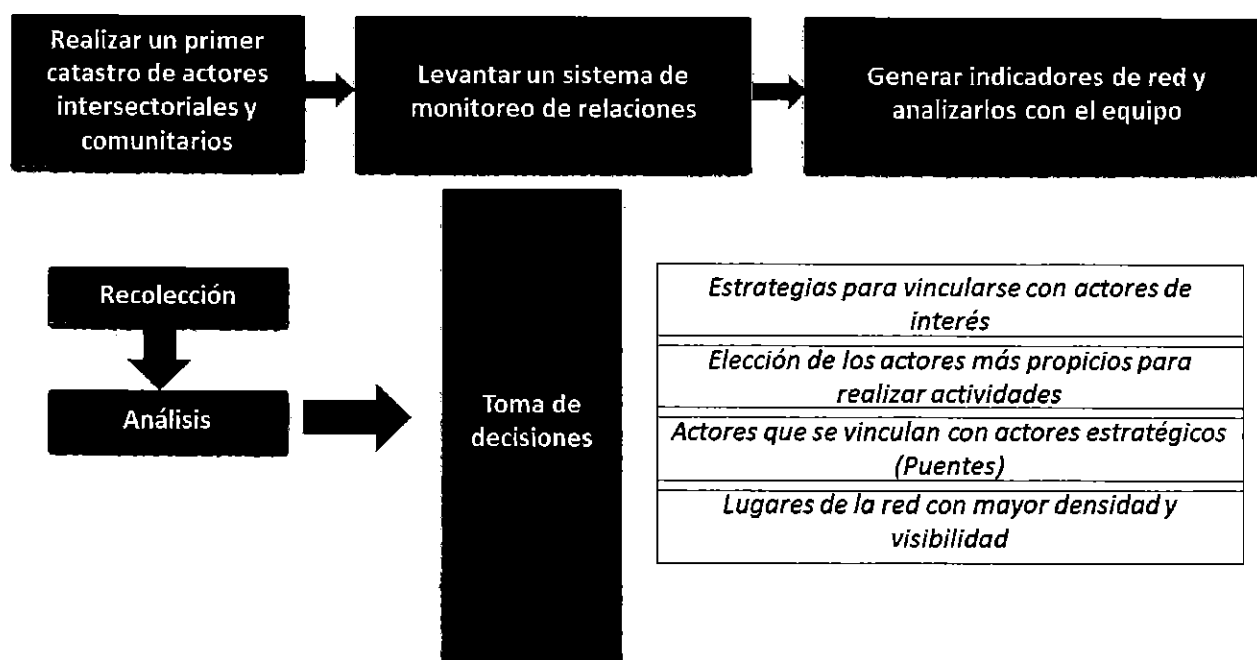 Realizar un primer
catastro de actores
intersectoriales y
comunitarios
Levantar un sistema de
monitoreo de relaciones
Generar indicadores de red y
analizarlos con el equipo
Recolección
Análisis
Toma de
decisiones
Estrategias para vincularse con actores de
interés
Elección de los actores más propicios para
realizar actividades
Actores que se vinculan con actores estratégicos
(Puentes)
Lugares de la red con mayor densidad y
visibilidad